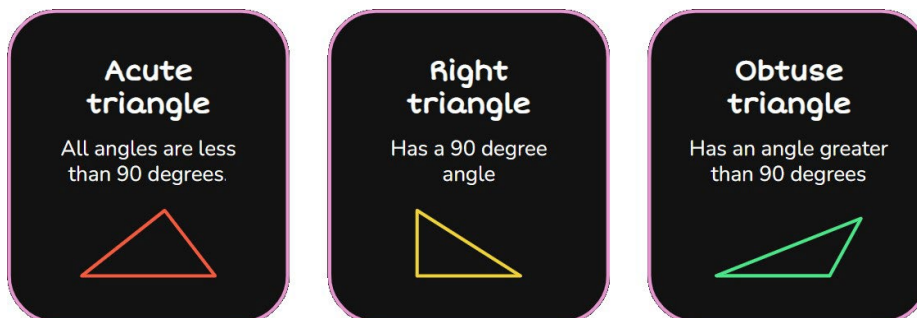 Acute
triangle
All angles are less
than 90 degrees.
Right
triangle
Has a 90 degree
angle
Obtuse
triangle
Has an angle greater
than 90 degrees